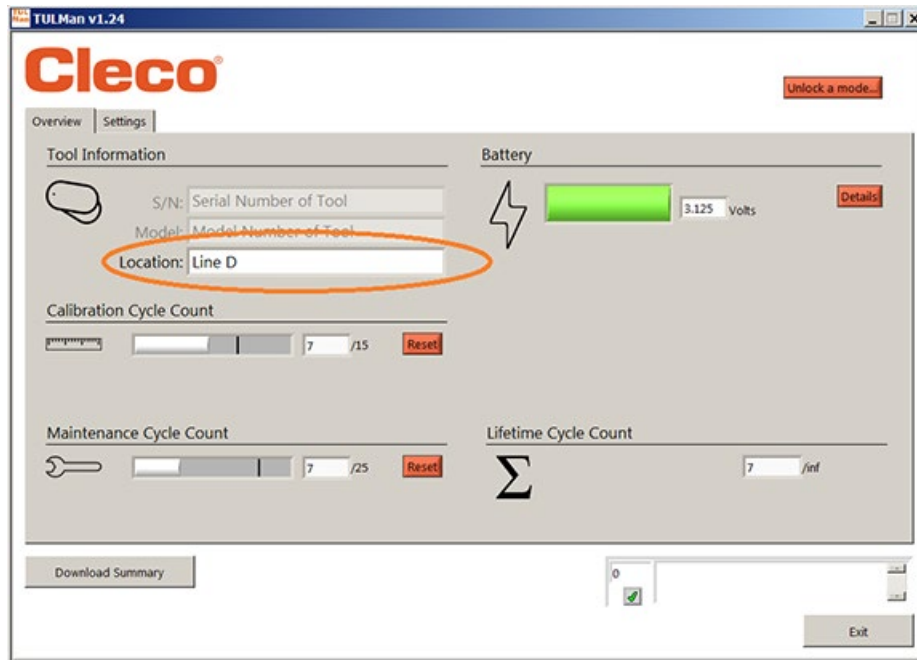 TUL
Man TULMan v1.24
Cleco®
Unlock a mode...
Overview Settings
Tool Information
S/N: Serial Number of Tool
Model: Model Number of Tool
Location: Line D
Battery
3.125 Volts
Details
Calibration Cycle Count
7 /15 Reset
Maintenance Cycle Count
7 /25 Reset
Lifetime Cycle Count
Σ 7 /inf
Download Summary
0
Exit